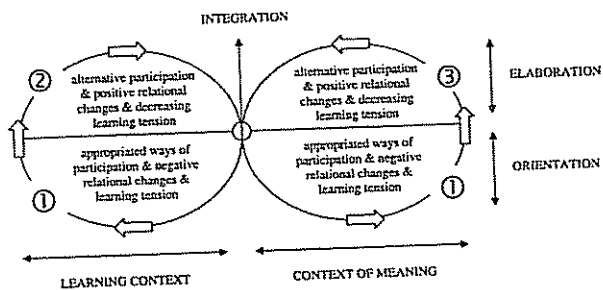 INTEGRATION
②
alternative participation
& positive relational
changes & decreasing
learning tension
alternative participation
& positive relational
changes & decreasing
learning tension
③
ELABORATION
①
appropriated ways of
participation & negative
relational changes &
learning tension
appropriated ways of
participation & negative
relational changes &
learning tension
①
ORIENTATION
LEARNING CONTEXT
CONTEXT OF MEANING